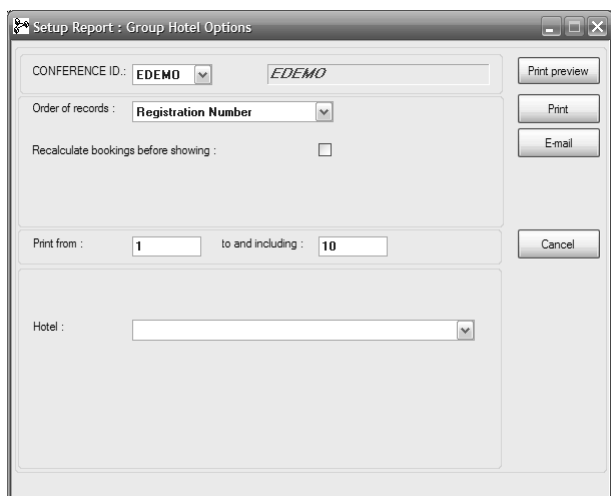 Setup Report : Group Hotel Options
CONFERENCE ID.: EDEMO EDEMO Print preview
Order of records : Registration Number Print
E-mail
Recalculate bookings before showing :
Print from : 1 to and including : 10 Cancel
Hotel :